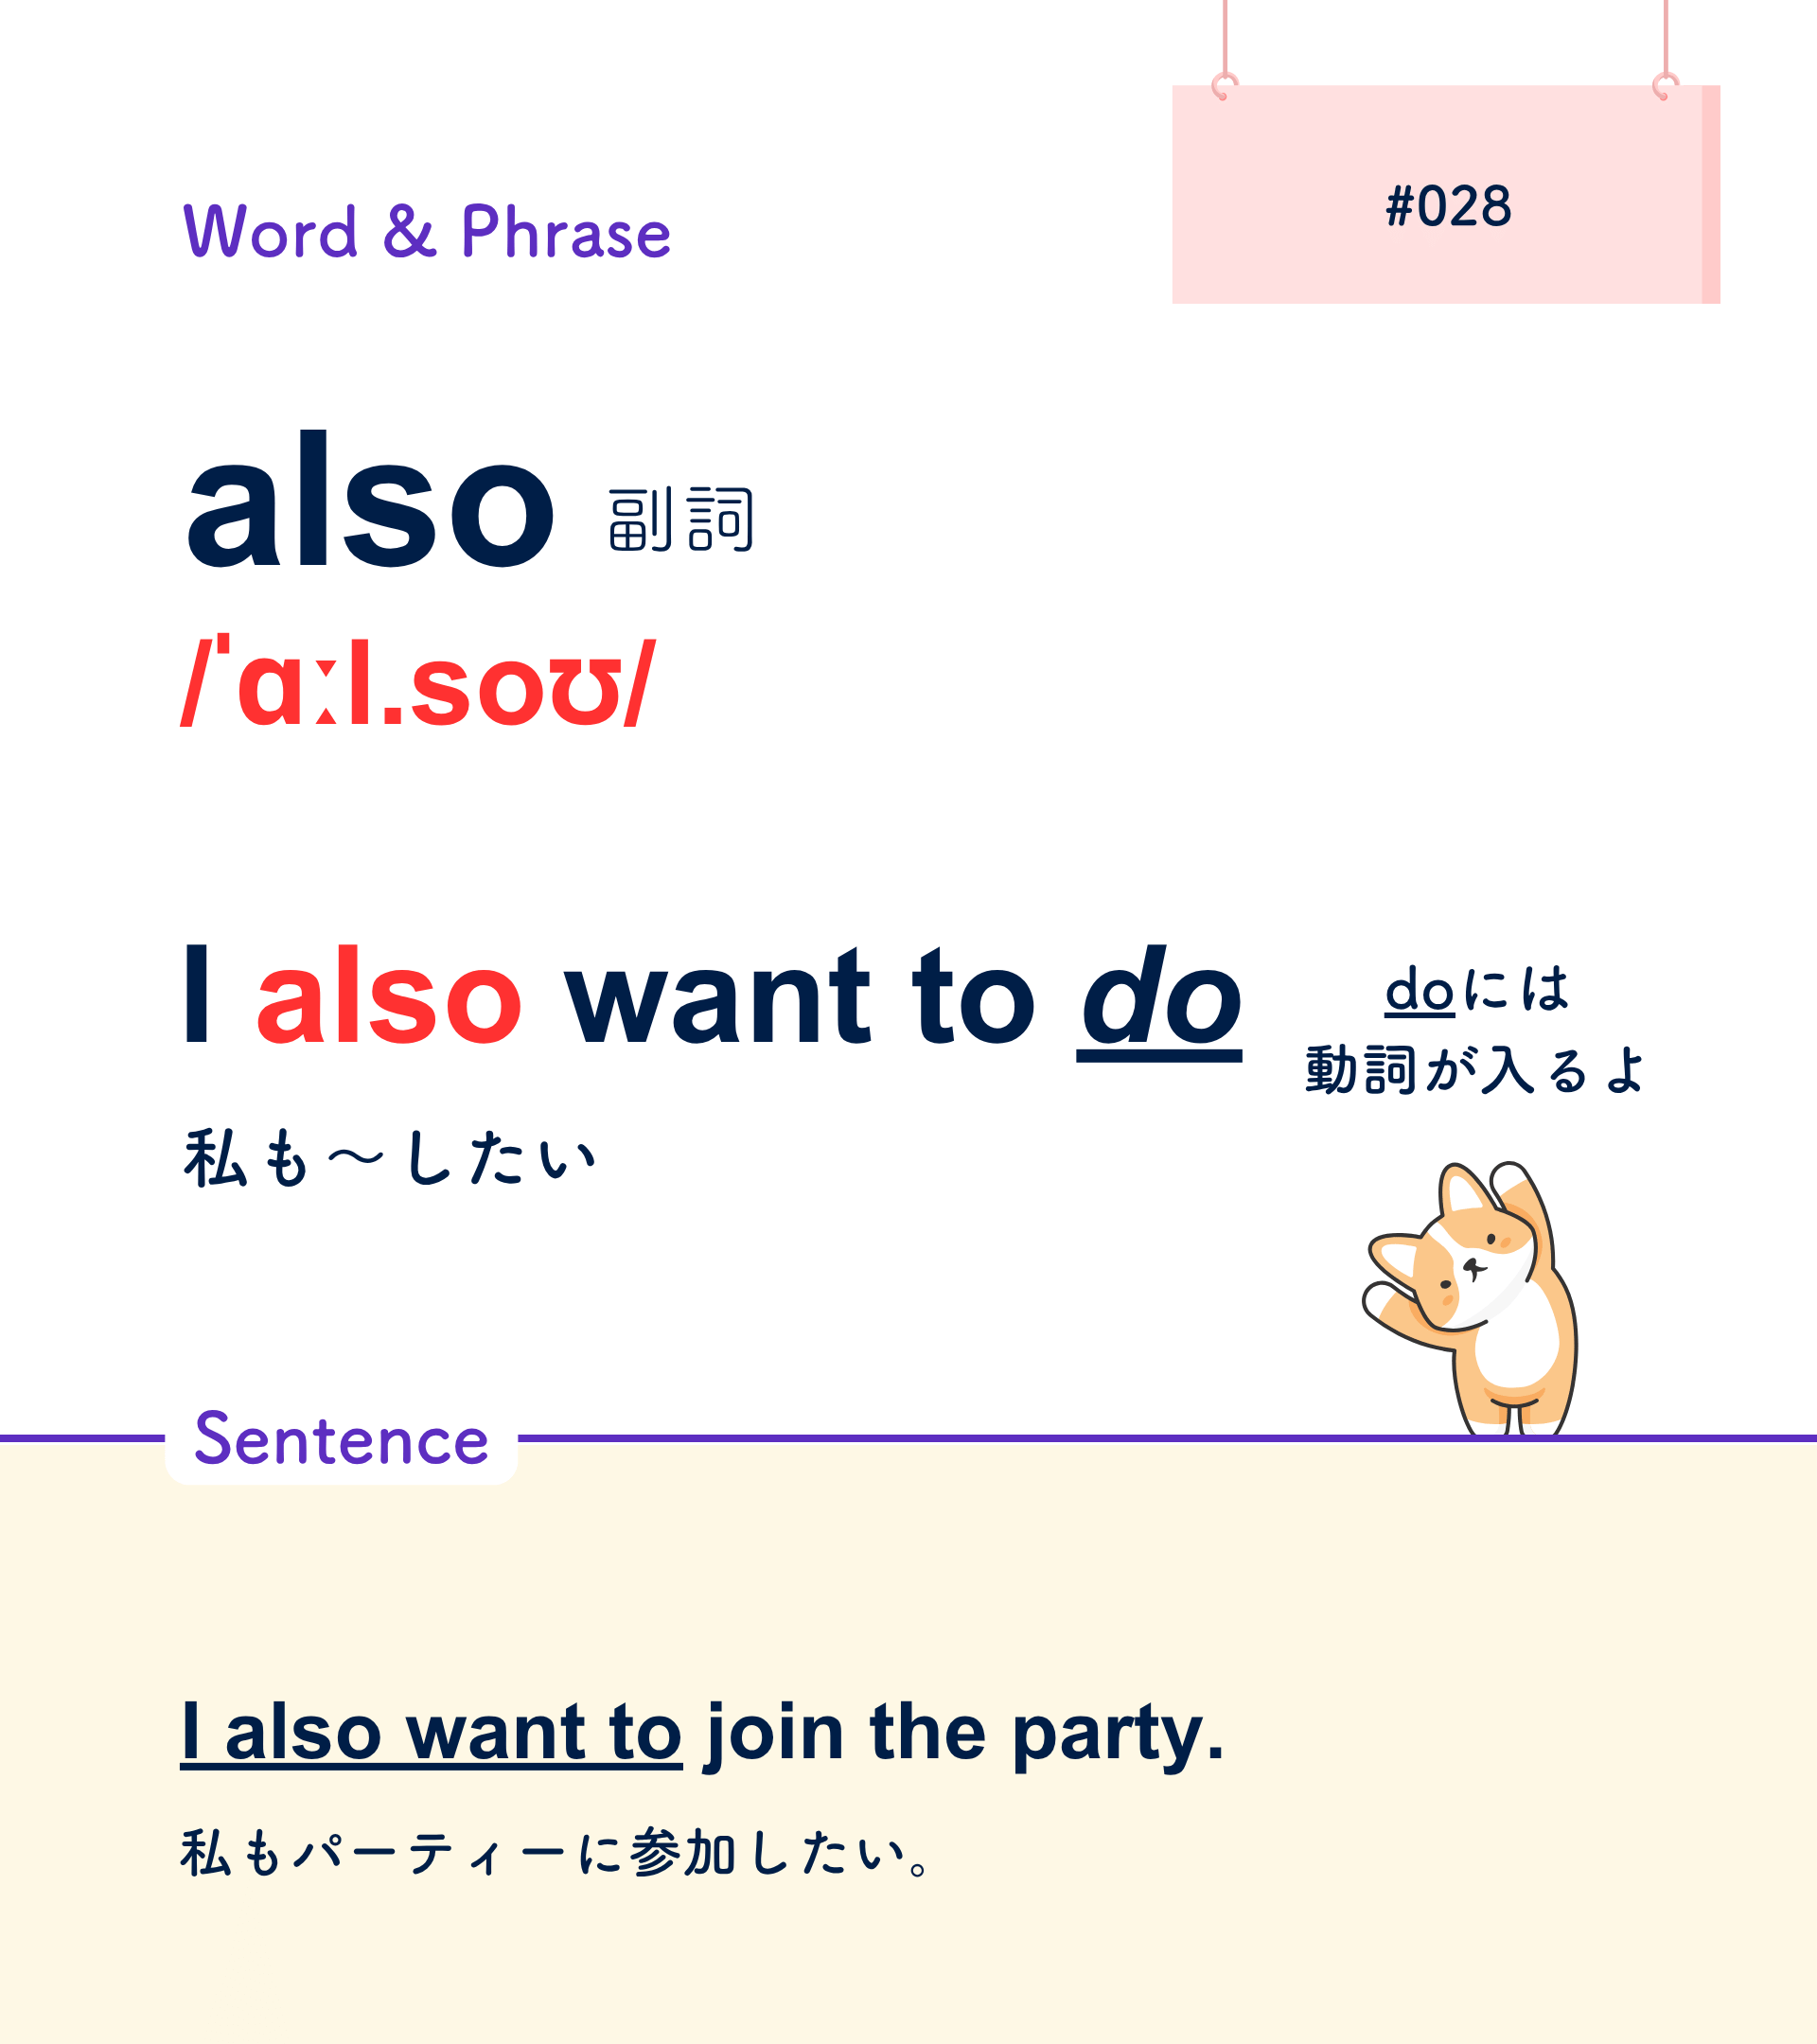 #028
Word & Phrase
also 副詞
/ˈɑːl.soʊ/
I also want to do
doには
動詞が入るよ
私も〜したい
Sentence
I also want to join the party.
私もパーティーに参加したい。